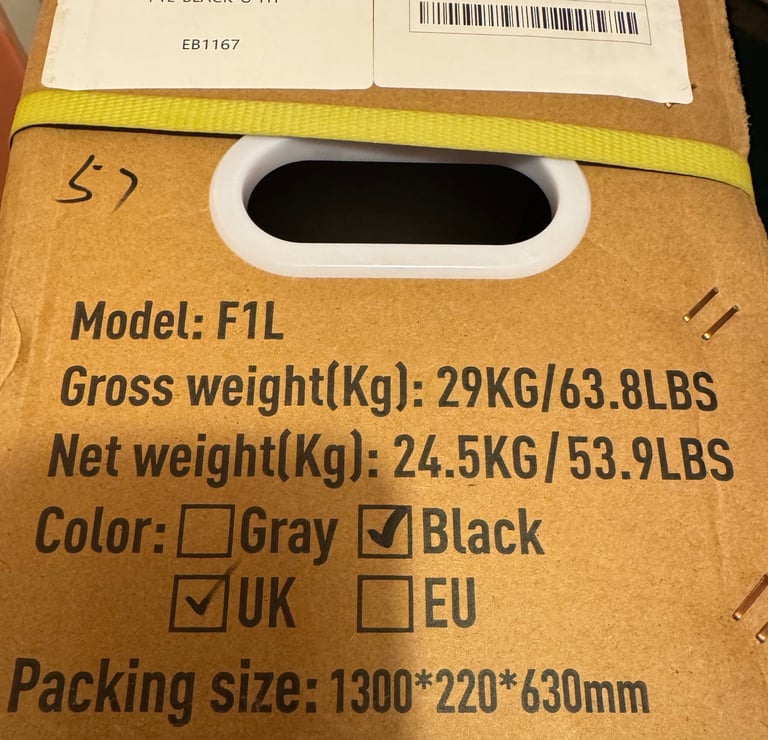 EB1167
57
Model: F1L
Gross weight(Kg): 29KG/63.8LBS
Net weight(Kg): 24.5KG/53.9LBS
Color: Gray Black
UK EU
Packing size: 1300*220*630mm